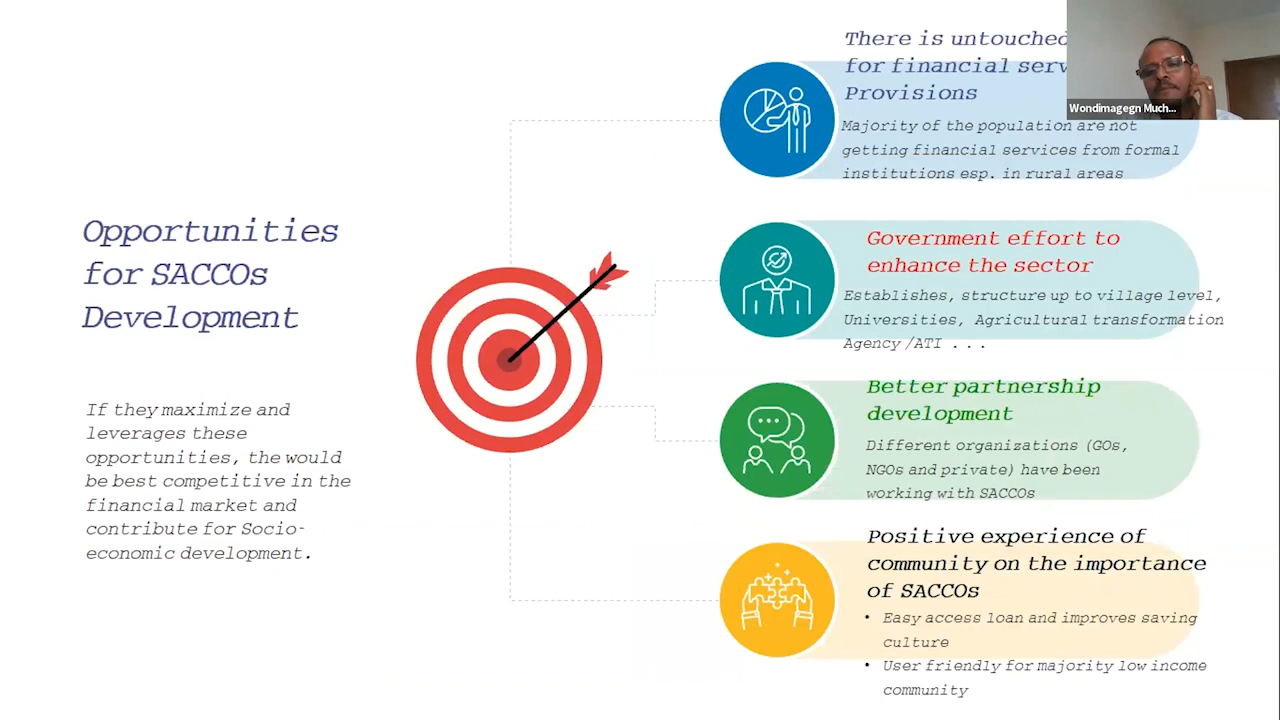 Opportunities
for SACCOs
Development
If they maximize and
leverages these
opportunities, the would
be best competitive in the
financial market and
contribute for Socio-
economic development.
There is untouched
for financial serv
Provisions
Majority of the population are not
getting financial services from formal
institutions esp. in rural areas
Government effort to
enhance the sector
Establishes, structure up to village level,
Universities, Agricultural transformation
Agency /ATI . . .
Better partnership
development
Different organizations (GOs,
NGOs and private) have been
working with SACCOs
Positive experience of
community on the importance
of SACCOs
• Easy access loan and improves saving
culture
• User friendly for majority low income
community
Wondimagegn Much...